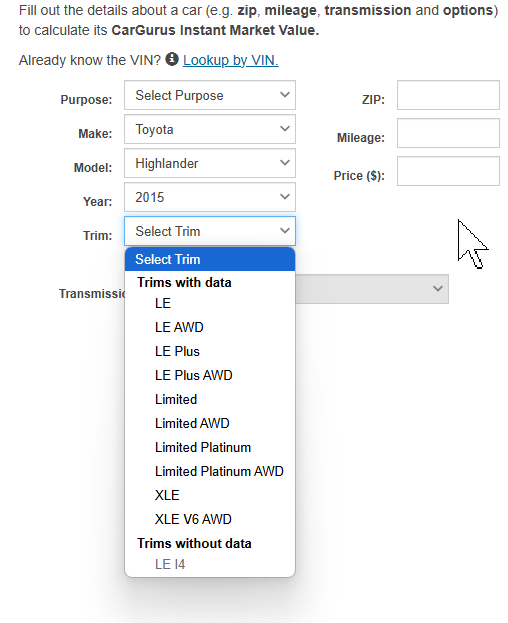 Fill out the details about a car (e.g. zip, mileage, transmission and options)
to calculate its CarGurus Instant Market Value.
Already know the VIN? Lookup by VIN.
Purpose: Select Purpose
ZIP:
Make: Toyota
Mileage:
Model: Highlander
Price ($):
Year: 2015
Trim: Select Trim
Select Trim
Trims with data
Transmissi
LE
LE AWD
LE Plus
LE Plus AWD
Limited
Limited AWD
Limited Platinum
Limited Platinum AWD
XLE
XLE V6 AWD
Trims without data
LE I4